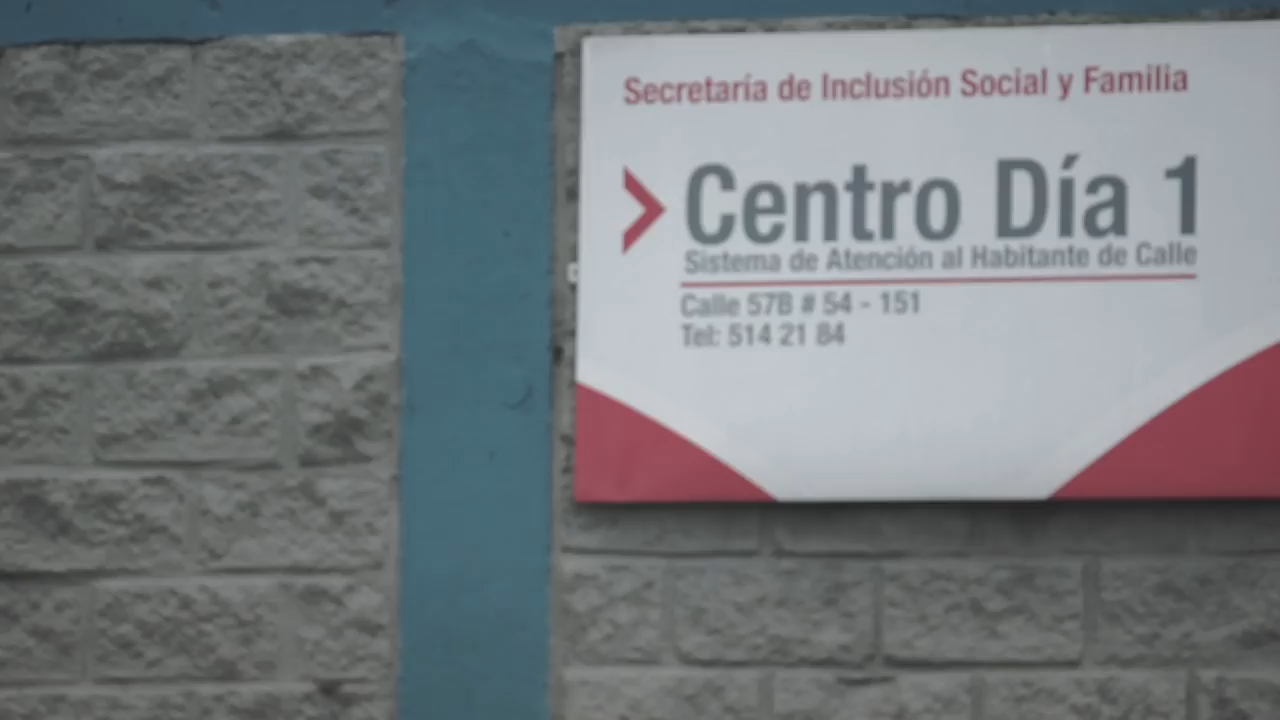 Secretaría de Inclusión Social y Familia
Centro Día 1
Sistema de Atención al Habitante de Calle
Calle 57B # 54 - 151
Tel: 514 21 84